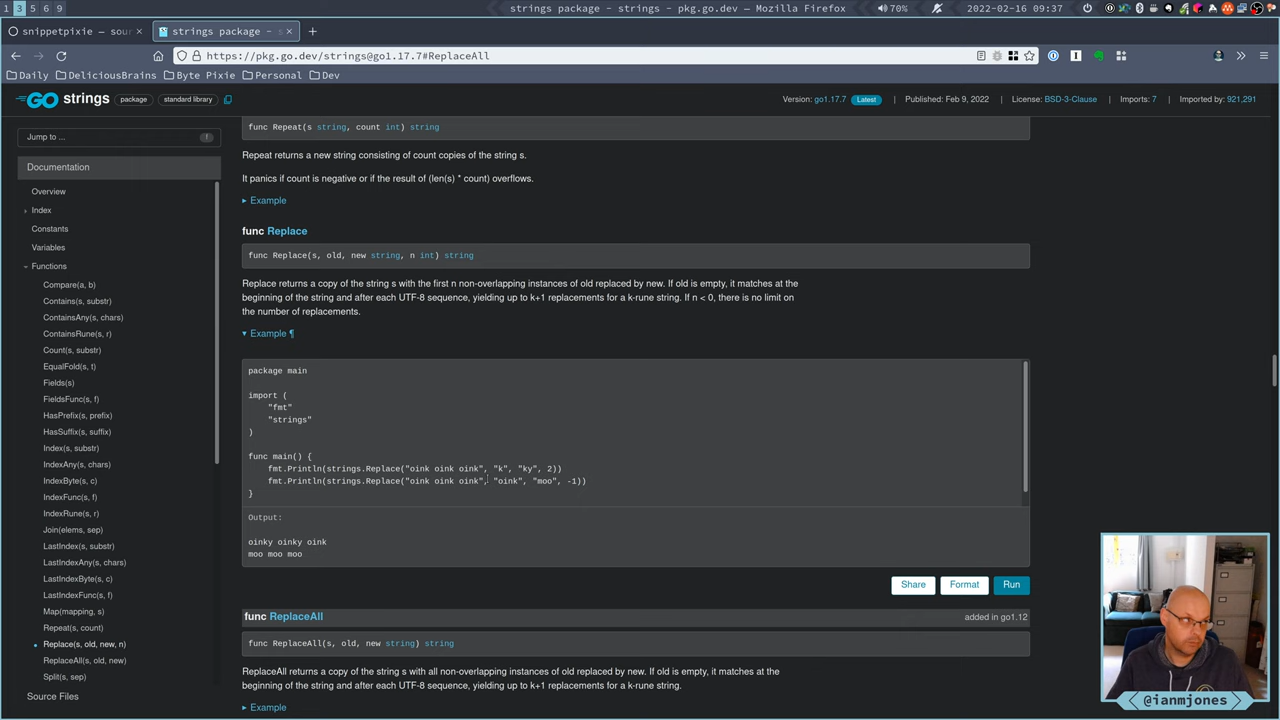 1 3 5 6 9
strings package - strings - pkg.go.dev — Mozilla Firefox
70%
2022-02-16 09:37
snippetpixie — sour
strings package - s
https://pkg.go.dev/strings@go1.17.7#ReplaceAll
Daily DeliciousBrains Byte Pixie Personal Dev
GO strings package standard library
Version: go1.17.7 Latest Published: Feb 9, 2022 License: BSD-3-Clause Imports: 7 Imported by: 921,291
Jump to ... f
Documentation
Overview
Index
Constants
Variables
Functions
Compare(a, b)
Contains(s, substr)
ContainsAny(s, chars)
ContainsRune(s, r)
Count(s, substr)
EqualFold(s, t)
Fields(s)
FieldsFunc(s, f)
HasPrefix(s, prefix)
HasSuffix(s, suffix)
Index(s, substr)
IndexAny(s, chars)
IndexByte(s, c)
IndexFunc(s, f)
IndexRune(s, r)
Join(elems, sep)
LastIndex(s, substr)
LastIndexAny(s, chars)
LastIndexByte(s, c)
LastIndexFunc(s, f)
Map(mapping, s)
Repeat(s, count)
Replace(s, old, new, n)
ReplaceAll(s, old, new)
Split(s, sep)
Source Files
func Repeat(s string, count int) string
Repeat returns a new string consisting of count copies of the string s.
It panics if count is negative or if the result of (len(s) * count) overflows.
Example
func Replace
func Replace(s, old, new string, n int) string
Replace returns a copy of the string s with the first n non-overlapping instances of old replaced by new. If old is empty, it matches at the
beginning of the string and after each UTF-8 sequence, yielding up to k+1 replacements for a k-rune string. If n < 0, there is no limit on
the number of replacements.
Example ¶
package main
import (
"fmt"
"strings"
)
func main() {
fmt.Println(strings.Replace("oink oink oink", "k", "ky", 2))
fmt.Println(strings.Replace("oink oink oink", "oink", "moo", -1))
}
Output:
oinky oinky oink
moo moo moo
Share Format Run
func ReplaceAll added in go1.12
func ReplaceAll(s, old, new string) string
ReplaceAll returns a copy of the string s with all non-overlapping instances of old replaced by new. If old is empty, it matches at the
beginning of the string and after each UTF-8 sequence, yielding up to k+1 replacements for a k-rune string.
Example
@ianmjones